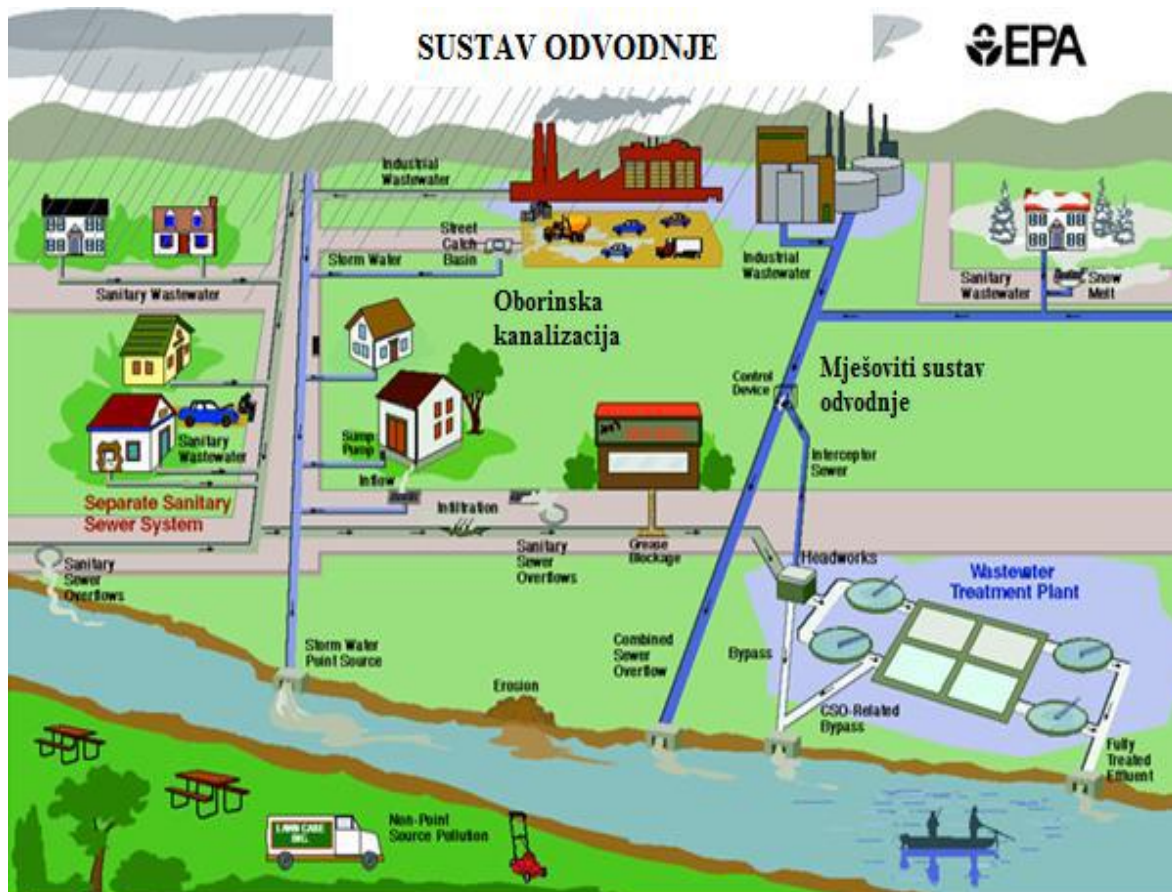 SUSTAV ODVODNJE
EPA
Industrial
Wastewater
Street
Catch
Basin
Storm Water
Industrial
Wastewater
Sanitary
Wastewater
Snow
Melt
Sanitary Wastewater
Oborinska
kanalizacija
Mješoviti sustav
odvodnje
Control
Device
Sanitary
Wastewater
Sump
Pump
Inflow
Interceptor
Sewer
Separate Sanitary
Sewer System
Infiltration
Sanitary
Sewer
Overflows
Sanitary
Sewer
Overflows
Grease
Blockage
Headworks
Wastewater
Treatment Plant
Storm Water
Point Source
Combined
Sewer
Overflow
Bypass
Erosion
CSO-Related
Bypass
Fully
Treated
Effluent
LAWN CARE
INC.
Non-Point
Source Pollution